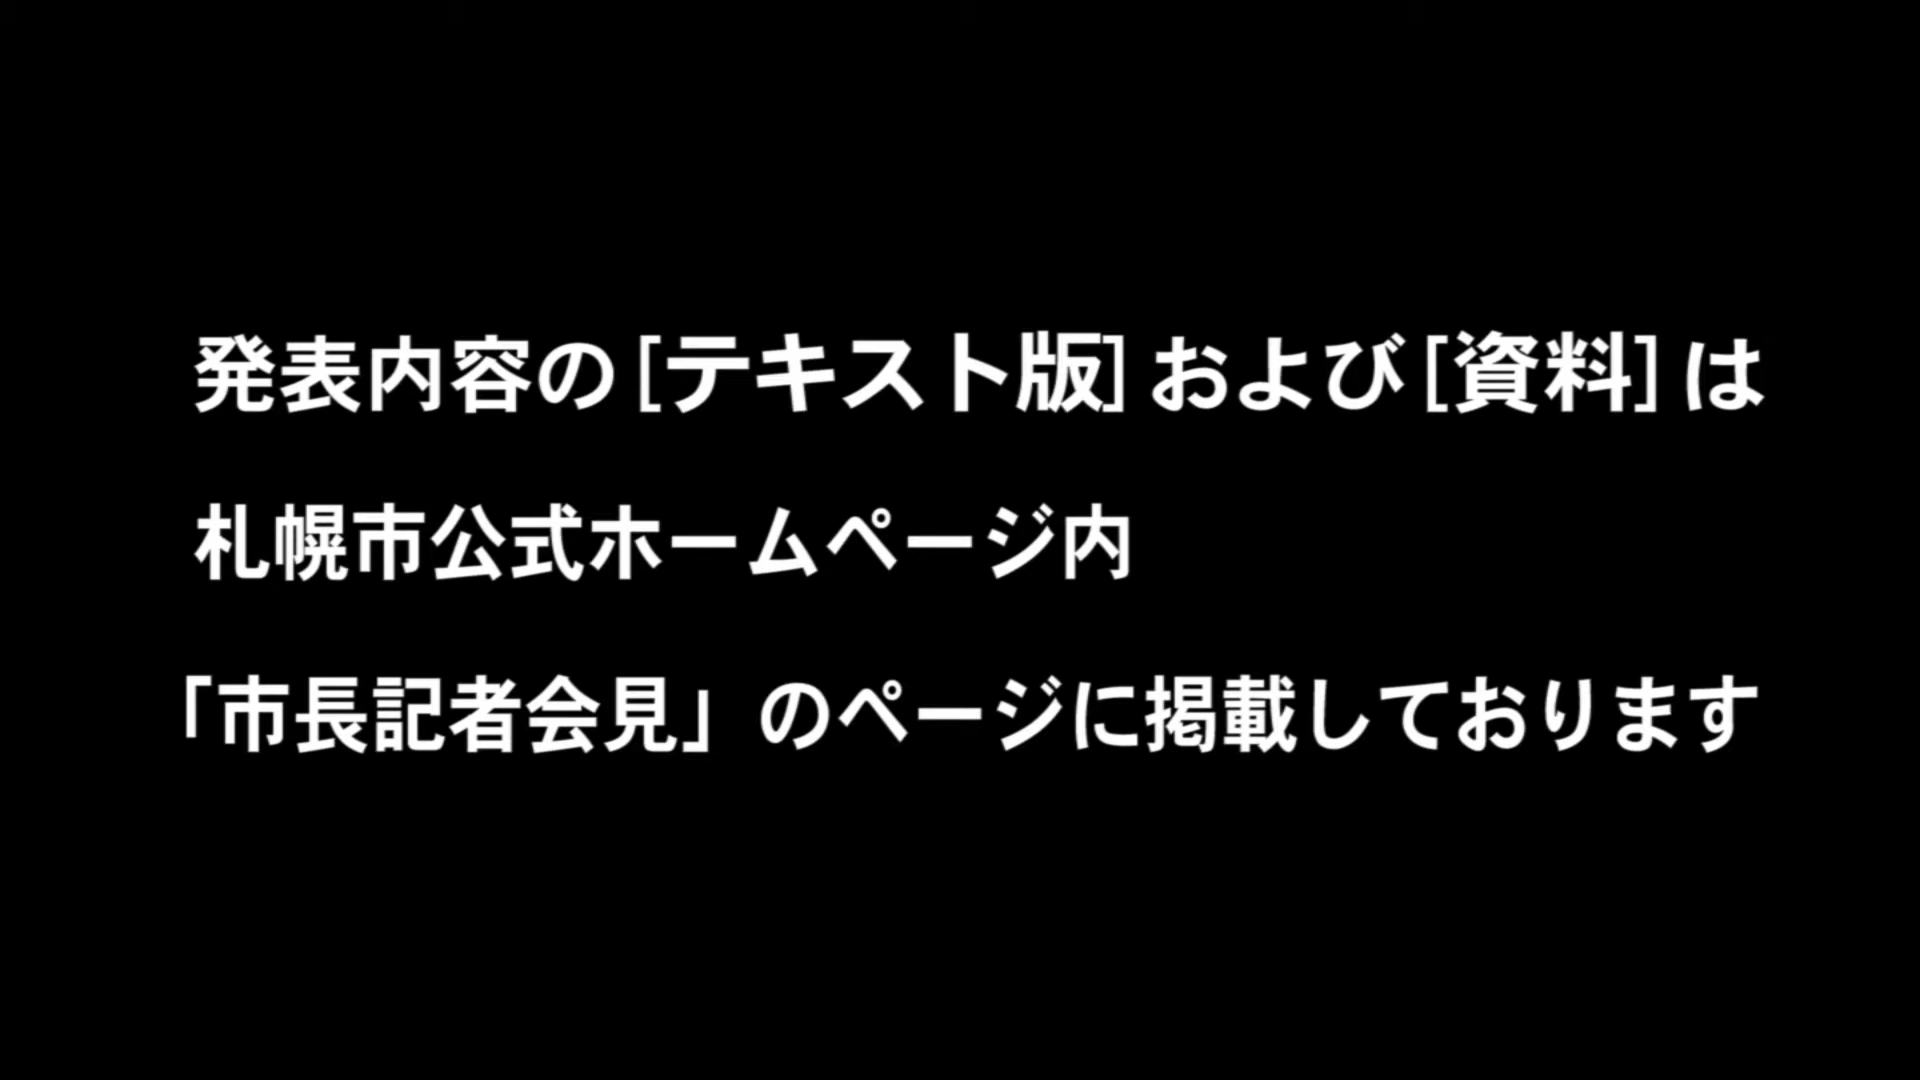 発表内容の[テキスト版]および[資料]は
札幌市公式ホームページ内
「市長記者会見」のページに掲載しております